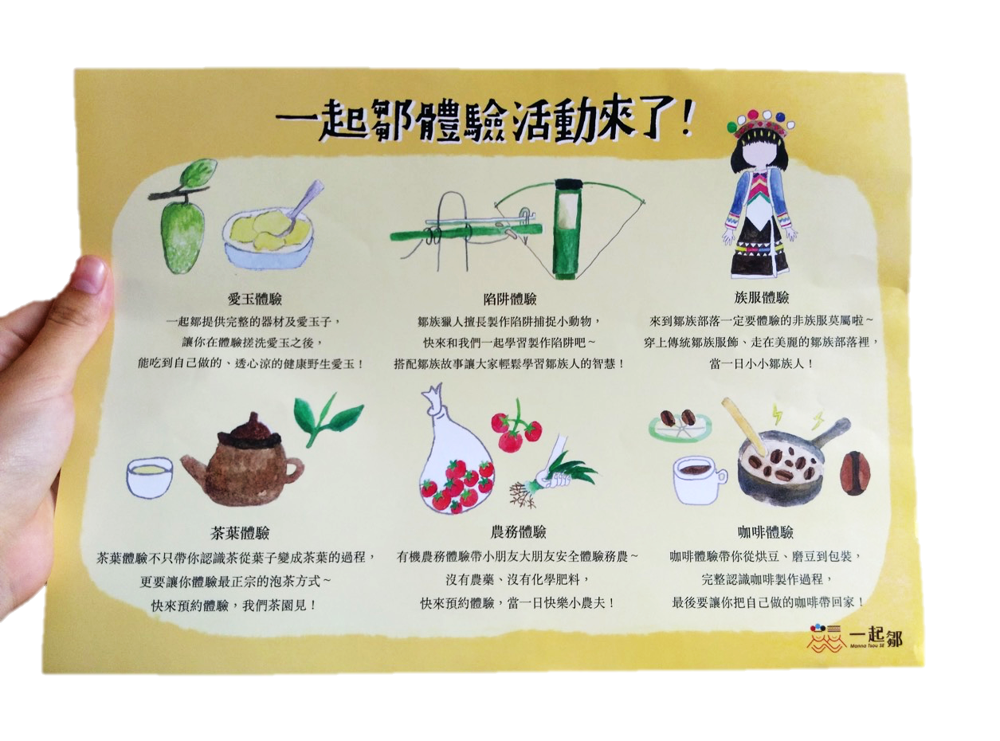 一起鄒體驗活動來了！
愛玉體驗
一起鄒提供完整的器材及愛玉子，
讓你在體驗搓洗愛玉之後，
能吃到自己做的、透心涼的健康野生愛玉！
陷阱體驗
鄒族獵人擅長製作陷阱捕捉小動物，
快來和我們一起學習製作陷阱吧～
搭配鄒族故事讓大家輕鬆學習鄒族人的智慧！
族服體驗
來到鄒族部落一定要體驗的非族服莫屬啦～
穿上傳統鄒族服飾、走在美麗的鄒族部落裡，
當一日小小鄒族人！
茶葉體驗
茶葉體驗不只帶你認識茶從葉子變成茶葉的過程，
更要讓你體驗最正宗的泡茶方式～
快來預約體驗，我們茶園見！
農務體驗
有機農務體驗帶小朋友大朋友安全體驗務農～
沒有農藥、沒有化學肥料，
快來預約體驗，當一日快樂小農夫！
咖啡體驗
咖啡體驗帶你從烘豆、磨豆到包裝，
完整認識咖啡製作過程，
最後要讓你把自己做的咖啡帶回家！
一起鄒
Manna Tsou SE